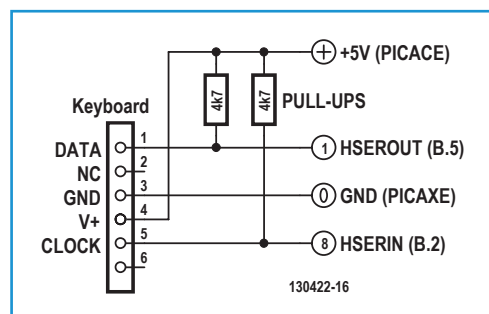 +5V (PICACE)
4k7
4k7
PULL-UPS
Keyboard
DATA
1
1
HSEROUT (B.5)
NC
2
GND
3
0
GND (PICAXE)
V+
4
CLOCK
5
8
HSERIN (B.2)
6
130422-16